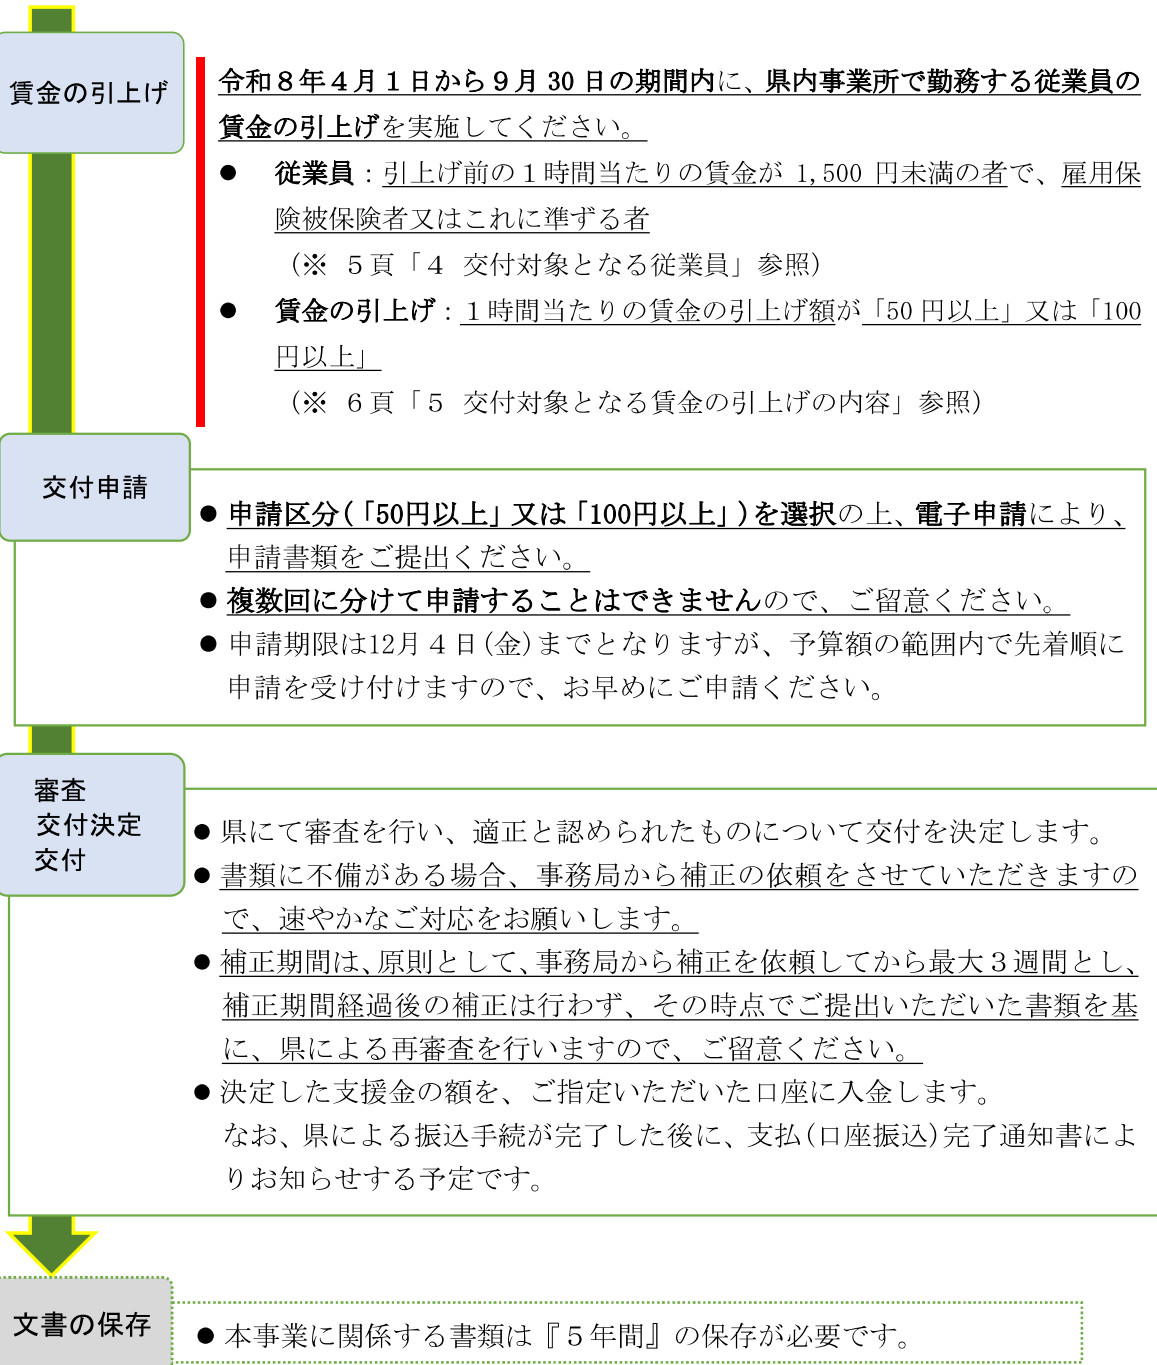 賃金の引上げ
令和８年４月１日から９月 30 日の期間内に、県内事業所で勤務する従業員の
賃金の引上げを実施してください。
● 従業員：引上げ前の１時間当たりの賃金が 1,500 円未満の者で、雇用保
険被保険者又はこれに準ずる者
（※ ５頁「４ 交付対象となる従業員」参照）
● 賃金の引上げ：１時間当たりの賃金の引上げ額が「50 円以上」又は「100
円以上」
（※ ６頁「５ 交付対象となる賃金の引上げの内容」参照）
交付申請
● 申請区分（「50円以上」又は「100円以上」）を選択の上、電子申請により、
申請書類をご提出ください。
● 複数回に分けて申請することはできませんので、ご留意ください。
● 申請期限は12月４日(金)までとなりますが、予算額の範囲内で先着順に
申請を受け付けますので、お早めにご申請ください。
審査
交付決定
交付
● 県にて審査を行い、適正と認められたものについて交付を決定します。
● 書類に不備がある場合、事務局から補正の依頼をさせていただきますの
で、速やかなご対応をお願いします。
● 補正期間は、原則として、事務局から補正を依頼してから最大３週間とし、
補正期間経過後の補正は行わず、その時点でご提出いただいた書類を基
に、県による再審査を行いますので、ご留意ください。
● 決定した支援金の額を、ご指定いただいた口座に入金します。
なお、県による振込手続が完了した後に、支払(口座振込)完了通知書によ
りお知らせする予定です。
文書の保存
● 本事業に関係する書類は『５年間』の保存が必要です。